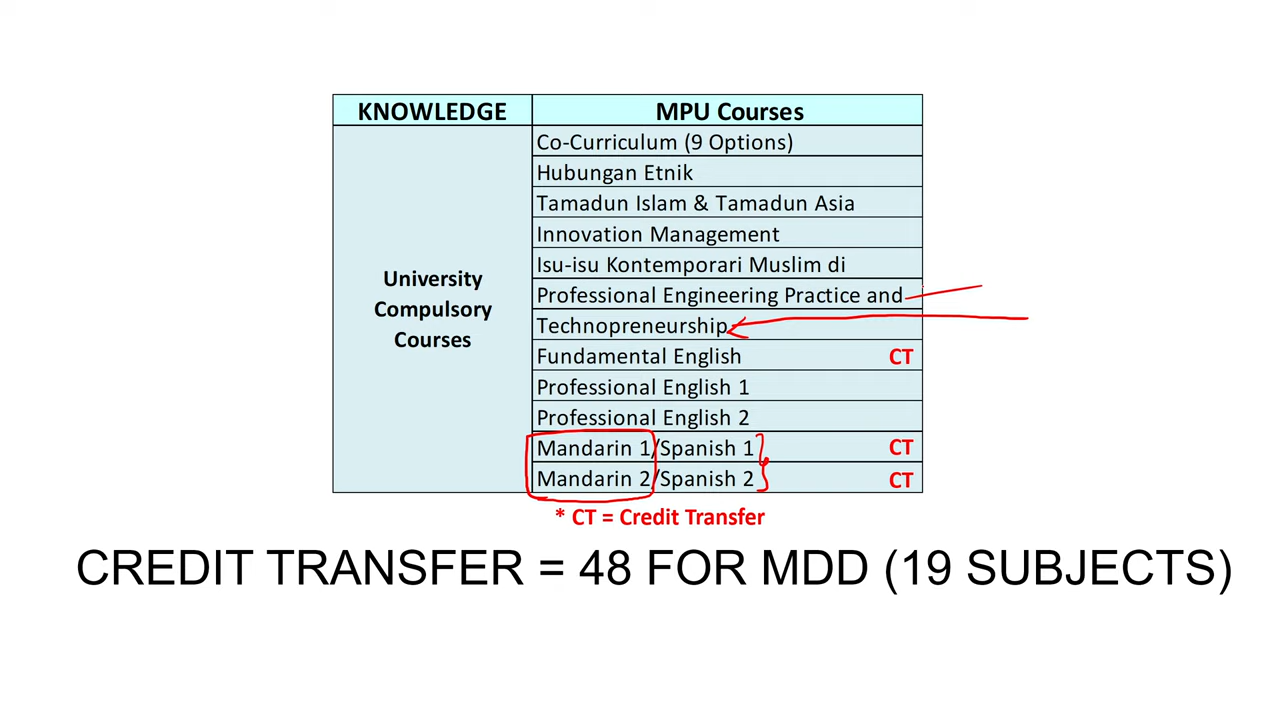 KNOWLEDGE MPU Courses
Co-Curriculum (9 Options)
Hubungan Etnik
Tamadun Islam & Tamadun Asia
Innovation Management
Isu-isu Kontemporari Muslim di
University
Compulsory
Courses
Professional Engineering Practice and
Technopreneurship
Fundamental English CT
Professional English 1
Professional English 2
Mandarin 1/Spanish 1 CT
Mandarin 2/Spanish 2 CT
* CT = Credit Transfer
CREDIT TRANSFER = 48 FOR MDD (19 SUBJECTS)